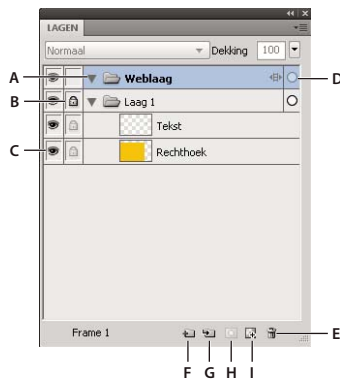 LAGEN
Normaal Dekking 100
A Weblaag D
B Laag 1
Tekst
C Rechthoek
Frame 1 E
F G H I